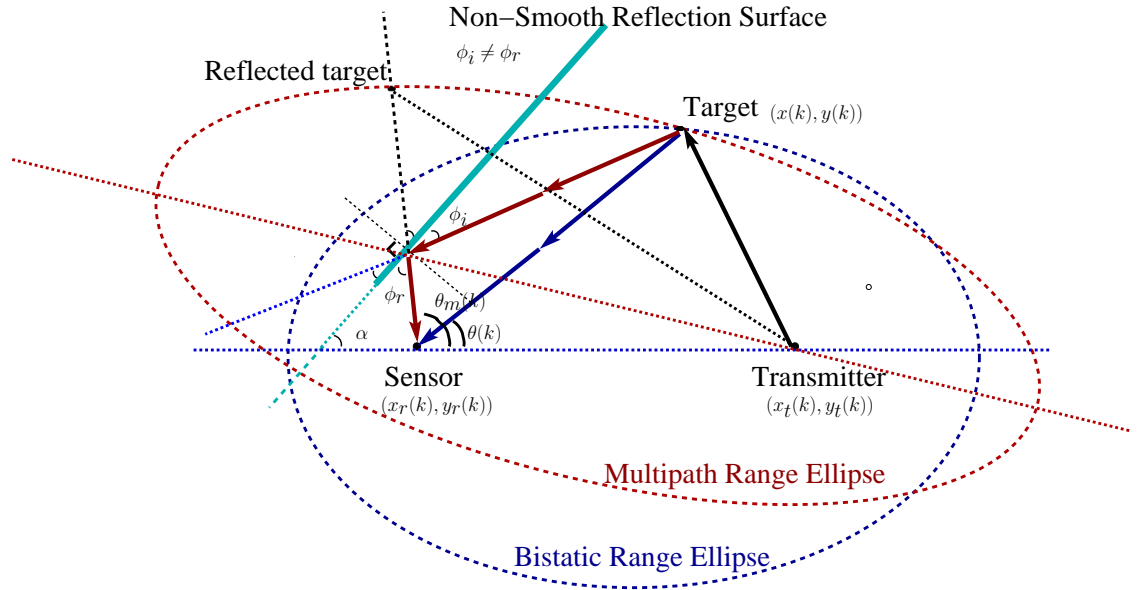 Non–Smooth Reflection Surface
ϕ_i ≠ ϕ_r
Reflected target
Target (x(k), y(k))
ϕ_i
ϕ_r
θ_m(k)
θ(k)
α
Sensor
(x_r(k), y_r(k))
Transmitter
(x_t(k), y_t(k))
Multipath Range Ellipse
Bistatic Range Ellipse